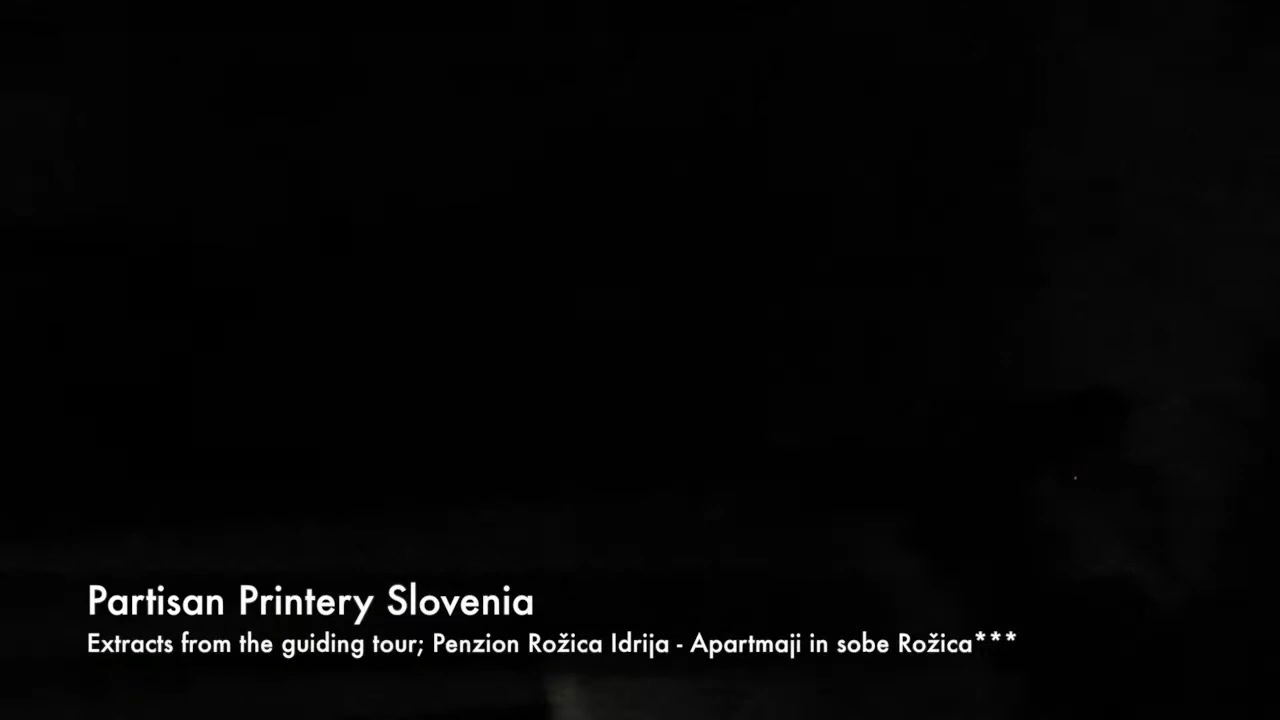 Partisan Printery Slovenia
Extracts from the guiding tour; Penzion Rožica Idrija - Apartmaji in sobe Rožica***